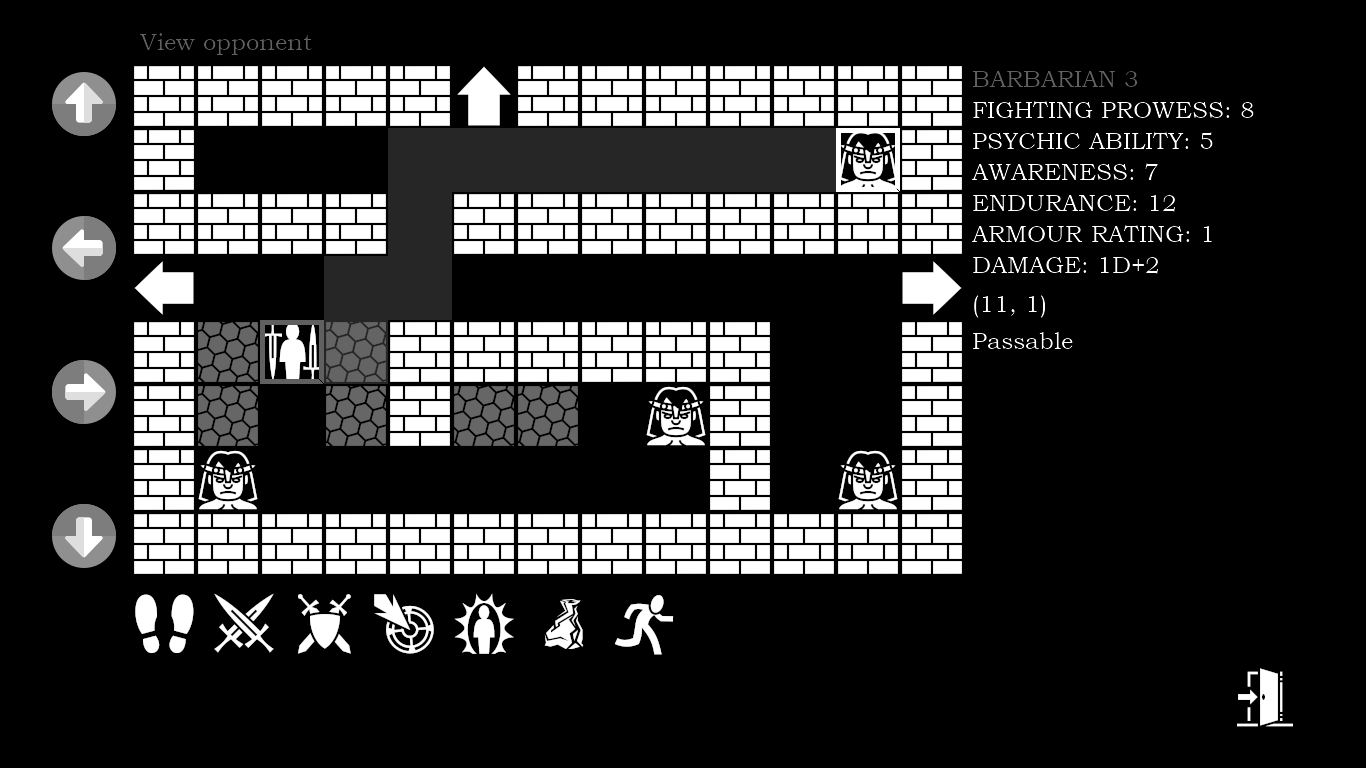 View opponent
BARBARIAN 3
FIGHTING PROWESS: 8
PSYCHIC ABILITY: 5
AWARENESS: 7
ENDURANCE: 12
ARMOUR RATING: 1
DAMAGE: 1D+2
(11, 1)
Passable